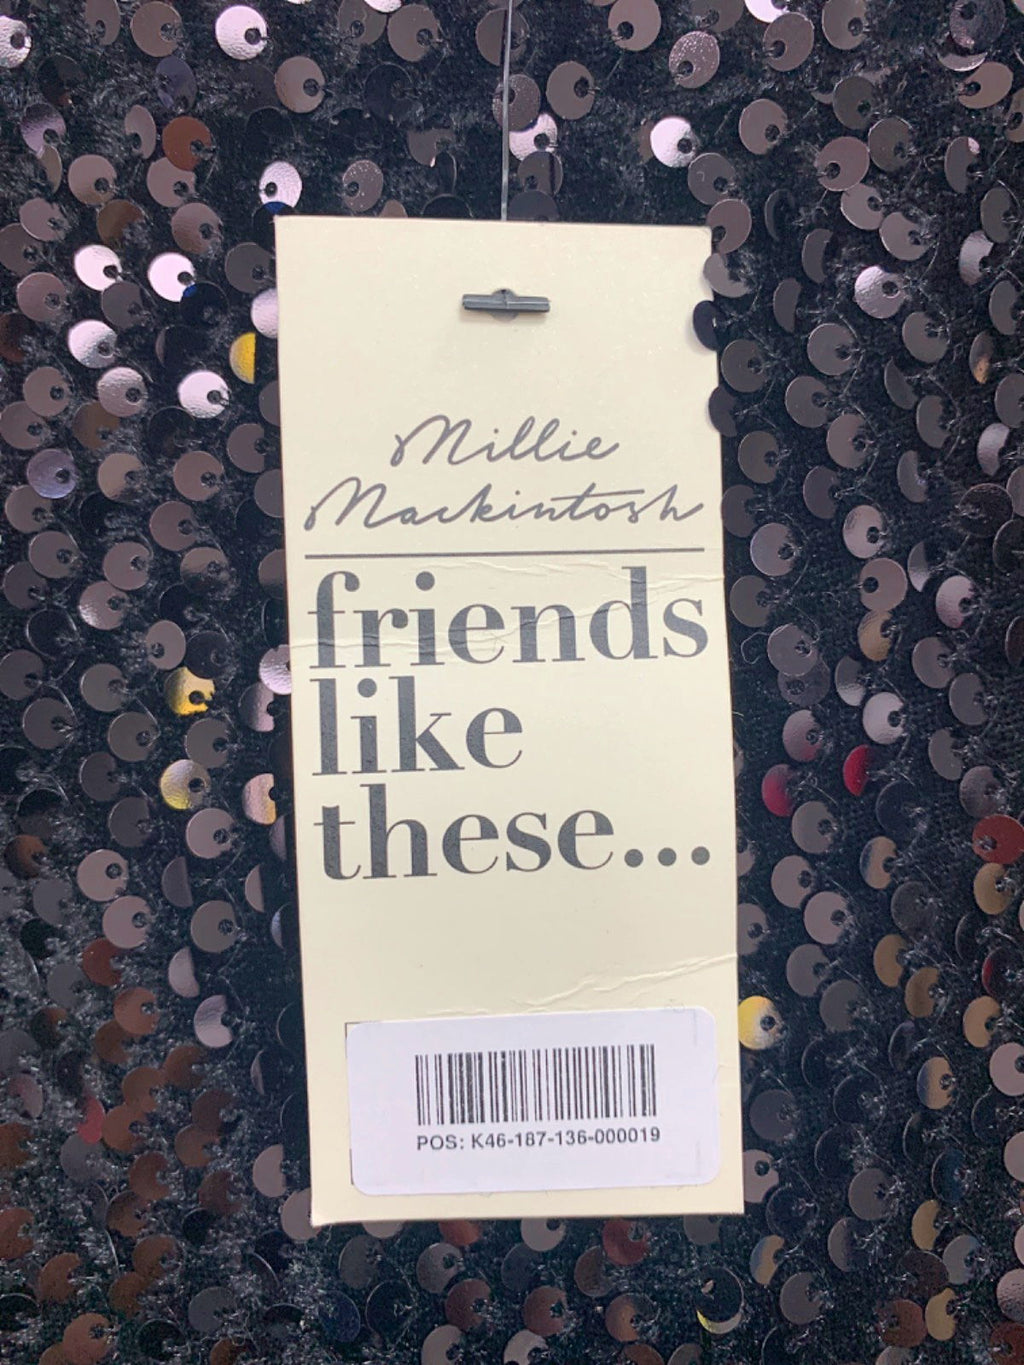 Millie
Mackintosh
friends
like
these...
POS: K46-187-136-000019